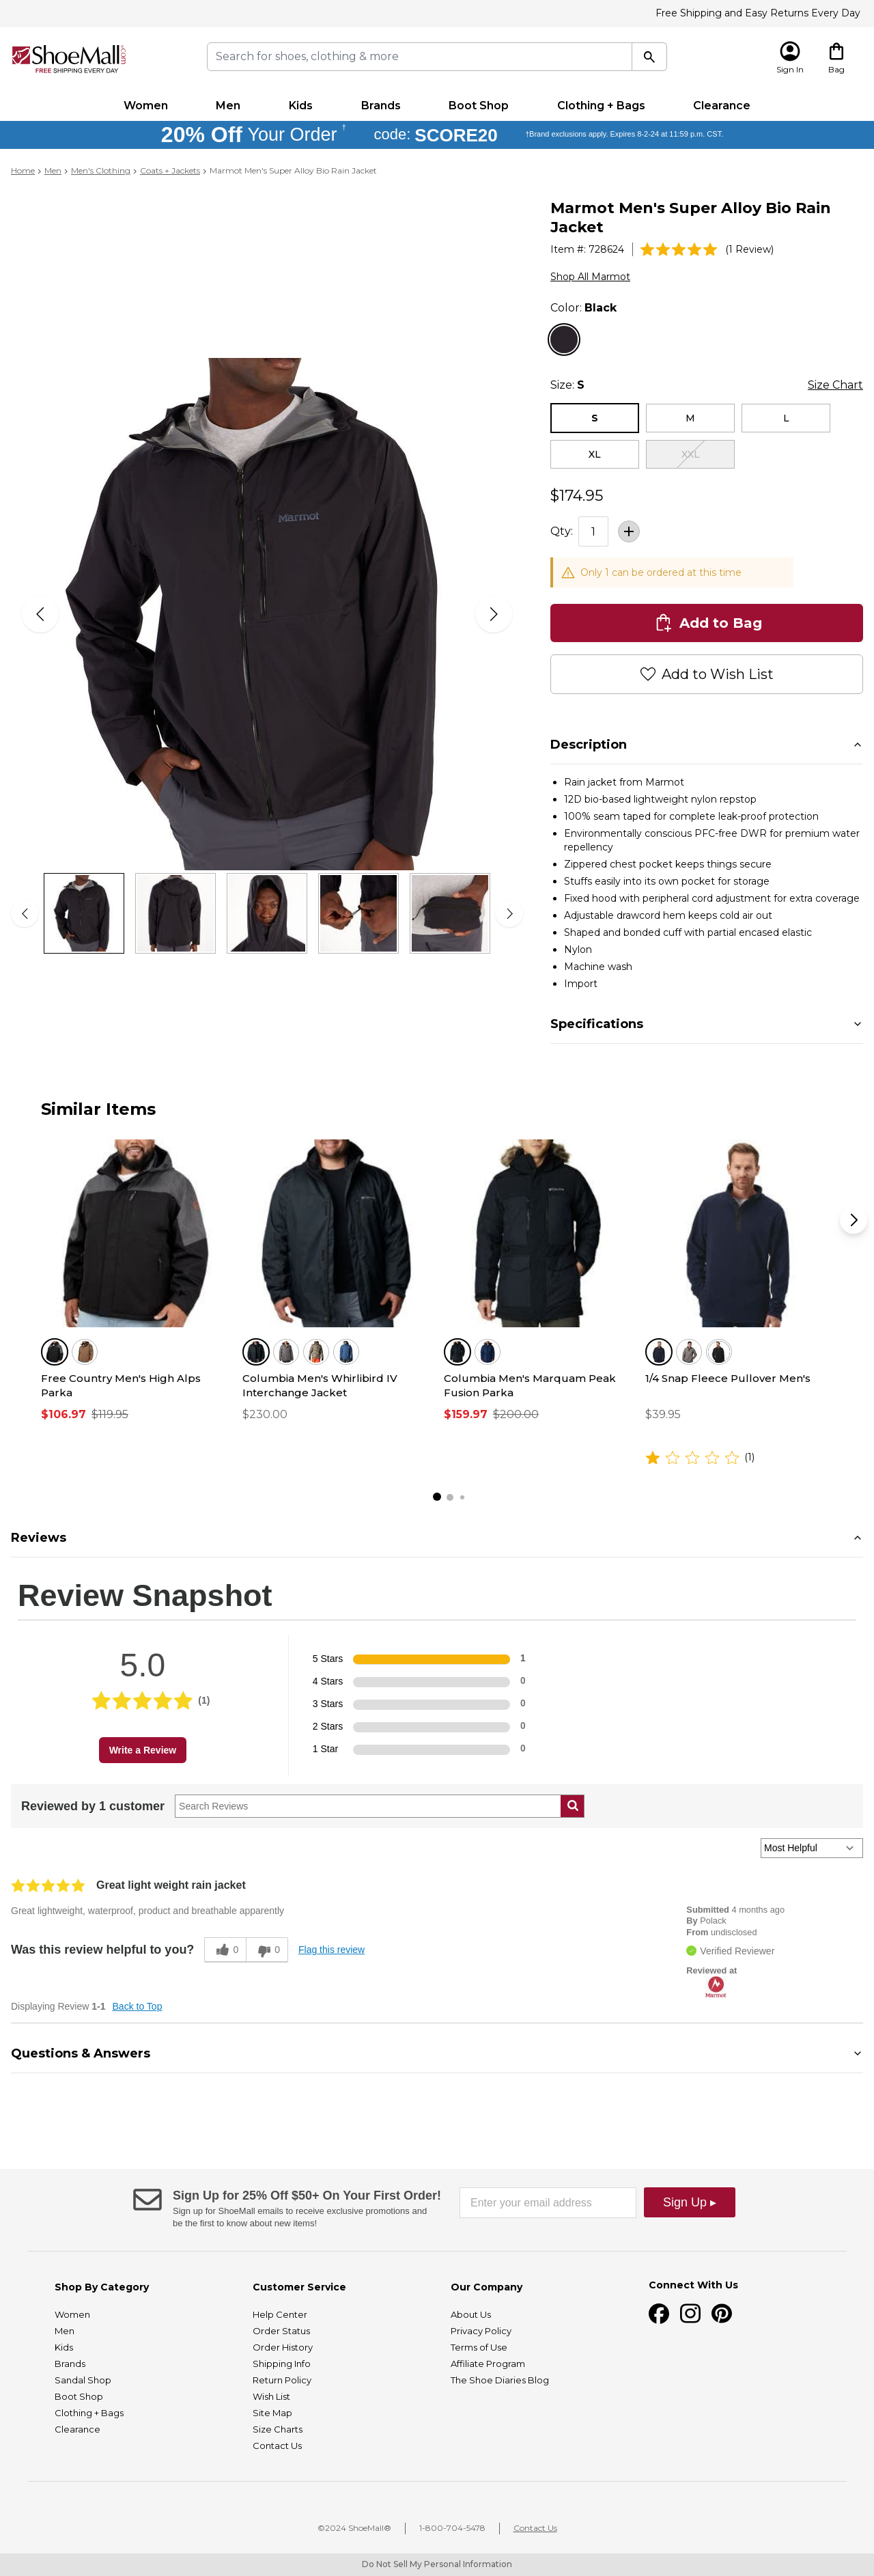 Free Shipping and Easy Returns Every Day
ShoeMall.com
FREE SHIPPING EVERY DAY
Search for shoes, clothing & more
Sign In
Bag
Women
Men
Kids
Brands
Boot Shop
Clothing + Bags
Clearance
20% Off Your Order † code: SCORE20 †Brand exclusions apply. Expires 8-2-24 at 11:59 p.m. CST.
Home > Men > Men's Clothing > Coats + Jackets > Marmot Men's Super Alloy Bio Rain Jacket
Marmot
Marmot Men's Super Alloy Bio Rain
Jacket
Item #: 728624
(1 Review)
Shop All Marmot
Color: Black
Size: S
Size Chart
S
M
L
XL
XXL
$174.95
Qty: 1 +
Only 1 can be ordered at this time
Add to Bag
Add to Wish List
Description
• Rain jacket from Marmot
• 12D bio-based lightweight nylon repstop
• 100% seam taped for complete leak-proof protection
• Environmentally conscious PFC-free DWR for premium water
repellency
• Zippered chest pocket keeps things secure
• Stuffs easily into its own pocket for storage
• Fixed hood with peripheral cord adjustment for extra coverage
• Adjustable drawcord hem keeps cold air out
• Shaped and bonded cuff with partial encased elastic
• Nylon
• Machine wash
• Import
Specifications
Similar Items
Free Country Men's High Alps
Parka
$106.97 $119.95
Columbia Men's Whirlibird IV
Interchange Jacket
$230.00
Columbia Men's Marquam Peak
Fusion Parka
$159.97 $200.00
1/4 Snap Fleece Pullover Men's
$39.95
(1)
Reviews
Review Snapshot
5.0
(1)
Write a Review
5 Stars 1
4 Stars 0
3 Stars 0
2 Stars 0
1 Star 0
Reviewed by 1 customer
Search Reviews
Most Helpful
Great light weight rain jacket
Great lightweight, waterproof, product and breathable apparently
Submitted 4 months ago
By Polack
From undisclosed
Verified Reviewer
Reviewed at
Marmot
Was this review helpful to you? 0 0 Flag this review
Displaying Review 1-1 Back to Top
Questions & Answers
Sign Up for 25% Off $50+ On Your First Order!
Sign up for ShoeMall emails to receive exclusive promotions and
be the first to know about new items!
Enter your email address
Sign Up ▸
Shop By Category
Women
Men
Kids
Brands
Sandal Shop
Boot Shop
Clothing + Bags
Clearance
Customer Service
Help Center
Order Status
Order History
Shipping Info
Return Policy
Wish List
Site Map
Size Charts
Contact Us
Our Company
About Us
Privacy Policy
Terms of Use
Affiliate Program
The Shoe Diaries Blog
Connect With Us
©2024 ShoeMall®
1-800-704-5478
Contact Us
Do Not Sell My Personal Information